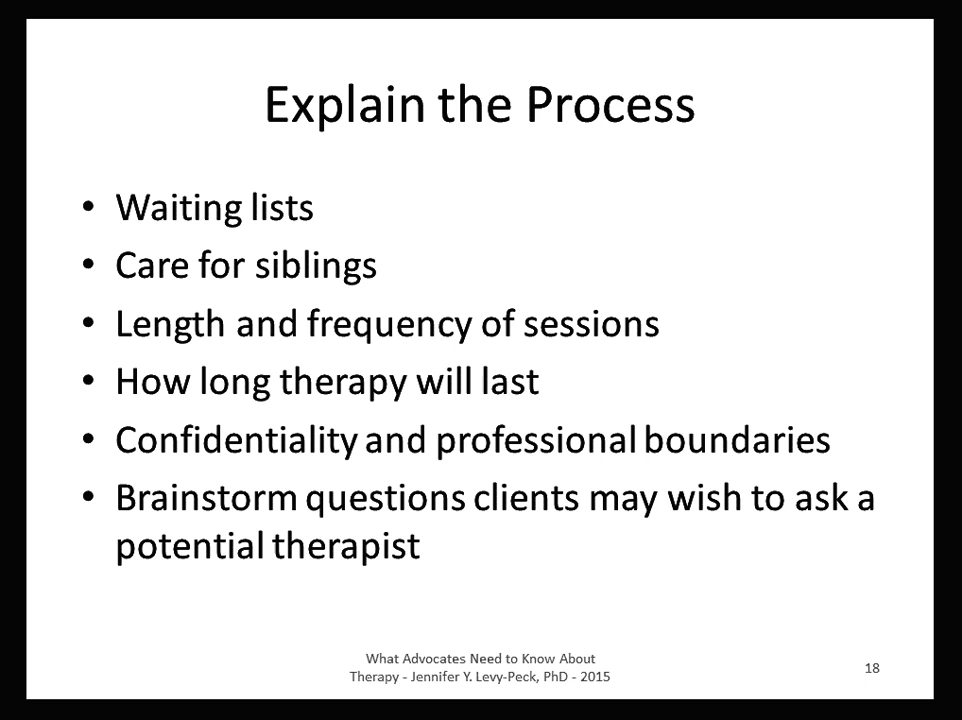 Explain the Process
• Waiting lists
• Care for siblings
• Length and frequency of sessions
• How long therapy will last
• Confidentiality and professional boundaries
• Brainstorm questions clients may wish to ask a
potential therapist
What Advocates Need to Know About
Therapy - Jennifer Y. Levy-Peck, PhD - 2015
18